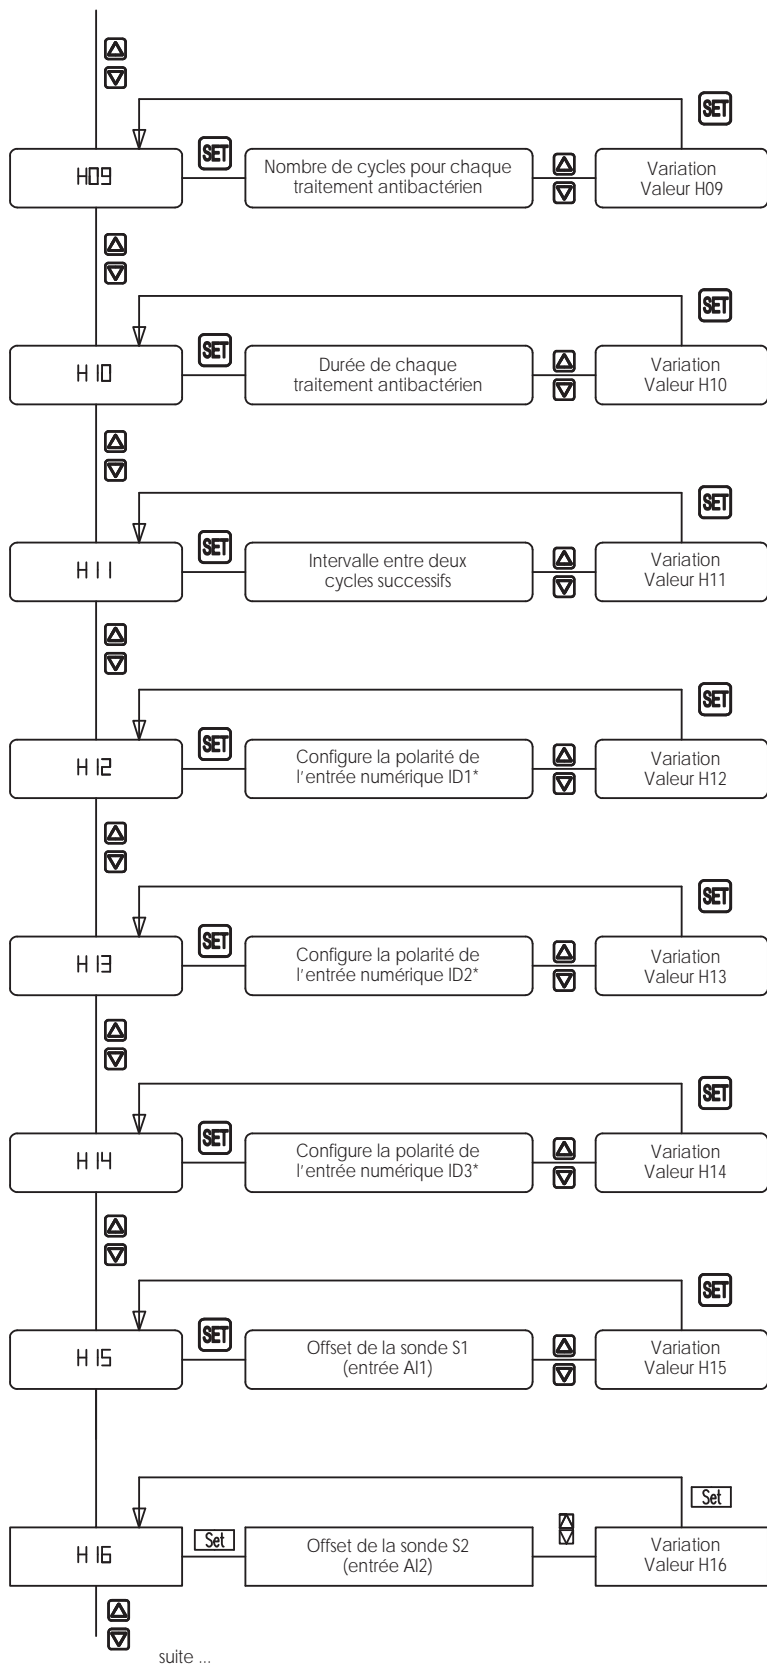 SET
SET
H09
Nombre de cycles pour chaque
traitement antibactérien
Variation
Valeur H09
SET
SET
H10
Durée de chaque
traitement antibactérien
Variation
Valeur H10
SET
SET
H11
Intervalle entre deux
cycles successifs
Variation
Valeur H11
SET
SET
H12
Configure la polarité de
l'entrée numérique ID1*
Variation
Valeur H12
SET
SET
H13
Configure la polarité de
l'entrée numérique ID2*
Variation
Valeur H13
SET
SET
H14
Configure la polarité de
l'entrée numérique ID3*
Variation
Valeur H14
SET
SET
H15
Offset de la sonde S1
(entrée AI1)
Variation
Valeur H15
Set
Set
H16
Offset de la sonde S2
(entrée AI2)
Variation
Valeur H16
suite ...